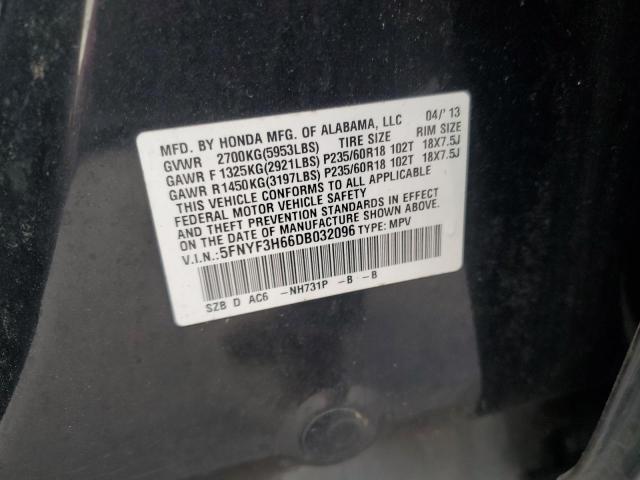 MFD. BY HONDA MFG. OF ALABAMA, LLC 04/'13
GVWR 2700KG(5953LBS) TIRE SIZE RIM SIZE
GAWR F 1325KG(2921LBS) P235/60R18 102T 18X7.5J
GAWR R1450KG(3197LBS) P235/60R18 102T 18X7.5J
THIS VEHICLE CONFORMS TO ALL APPLICABLE
FEDERAL MOTOR VEHICLE SAFETY
AND THEFT PREVENTION STANDARDS IN EFFECT
ON THE DATE OF MANUFACTURE SHOWN ABOVE.
V.I.N.:5FNYF3H66DB032096 TYPE: MPV
SZB D AC6 -NH731P -B -B